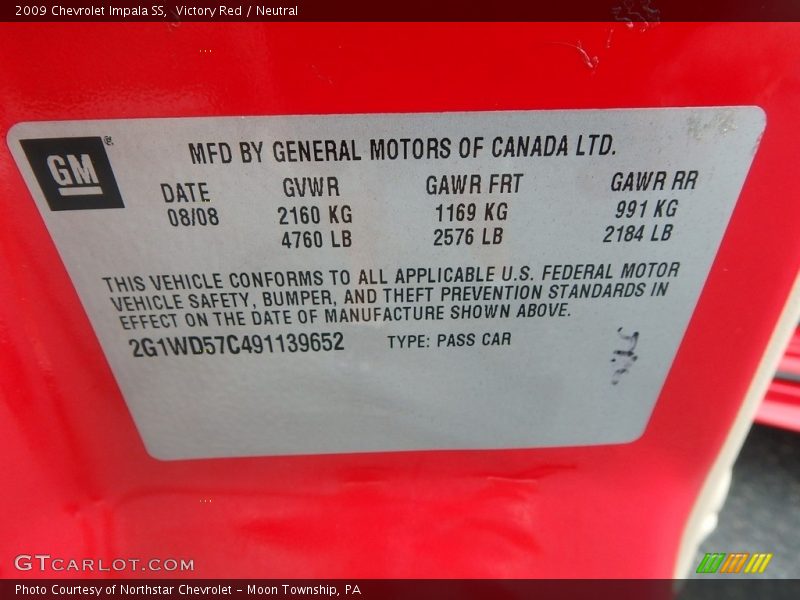 2009 Chevrolet Impala SS, Victory Red / Neutral
GM
MFD BY GENERAL MOTORS OF CANADA LTD.
DATE GVWR GAWR FRT GAWR RR
08/08 2160 KG 1169 KG 991 KG
4760 LB 2576 LB 2184 LB
THIS VEHICLE CONFORMS TO ALL APPLICABLE U.S. FEDERAL MOTOR
VEHICLE SAFETY, BUMPER, AND THEFT PREVENTION STANDARDS IN
EFFECT ON THE DATE OF MANUFACTURE SHOWN ABOVE.
2G1WD57C491139652 TYPE: PASS CAR
GTCARLOT.COM
Photo Courtesy of Northstar Chevrolet - Moon Township, PA